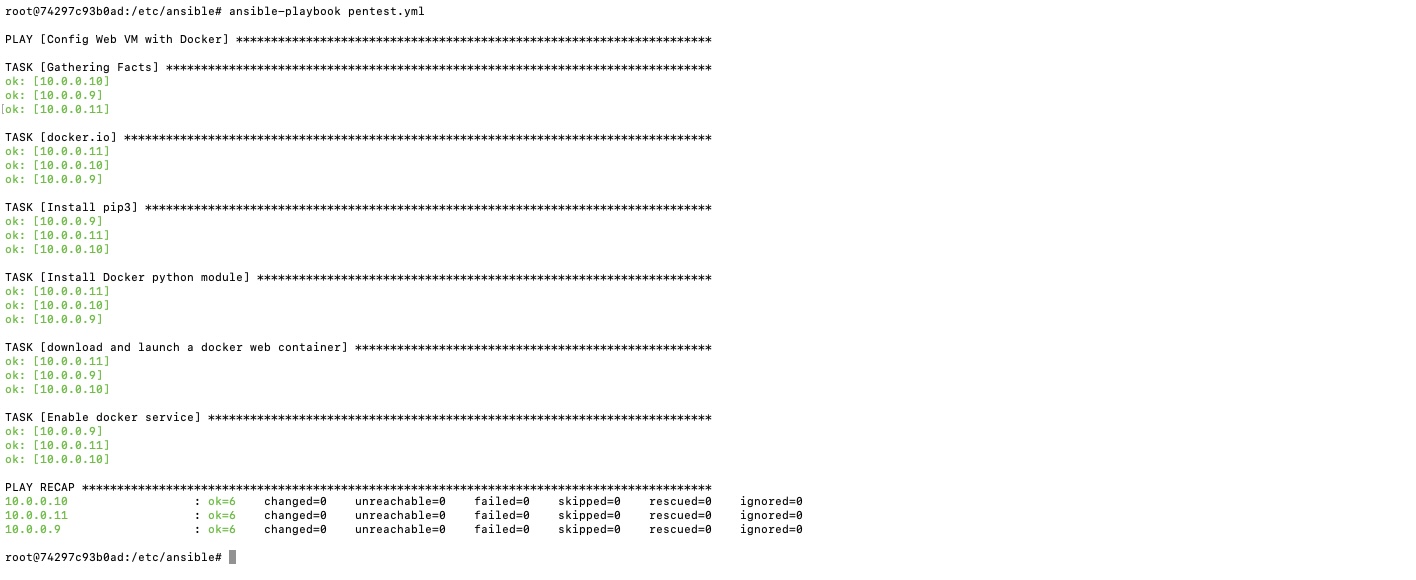 root@74297c93b0ad:/etc/ansible# ansible-playbook pentest.yml
PLAY [Config Web VM with Docker] ********************************************************************
TASK [Gathering Facts] ******************************************************************************
ok: [10.0.0.10]
ok: [10.0.0.9]
[ok: [10.0.0.11]
TASK [docker.io] ************************************************************************************
ok: [10.0.0.11]
ok: [10.0.0.10]
ok: [10.0.0.9]
TASK [Install pip3] *********************************************************************************
ok: [10.0.0.9]
ok: [10.0.0.11]
ok: [10.0.0.10]
TASK [Install Docker python module] *****************************************************************
ok: [10.0.0.11]
ok: [10.0.0.10]
ok: [10.0.0.9]
TASK [download and launch a docker web container] ***************************************************
ok: [10.0.0.11]
ok: [10.0.0.9]
ok: [10.0.0.10]
TASK [Enable docker service] ************************************************************************
ok: [10.0.0.9]
ok: [10.0.0.11]
ok: [10.0.0.10]
PLAY RECAP ******************************************************************************************
10.0.0.10                  : ok=6    changed=0    unreachable=0    failed=0    skipped=0    rescued=0    ignored=0
10.0.0.11                  : ok=6    changed=0    unreachable=0    failed=0    skipped=0    rescued=0    ignored=0
10.0.0.9                   : ok=6    changed=0    unreachable=0    failed=0    skipped=0    rescued=0    ignored=0
root@74297c93b0ad:/etc/ansible#